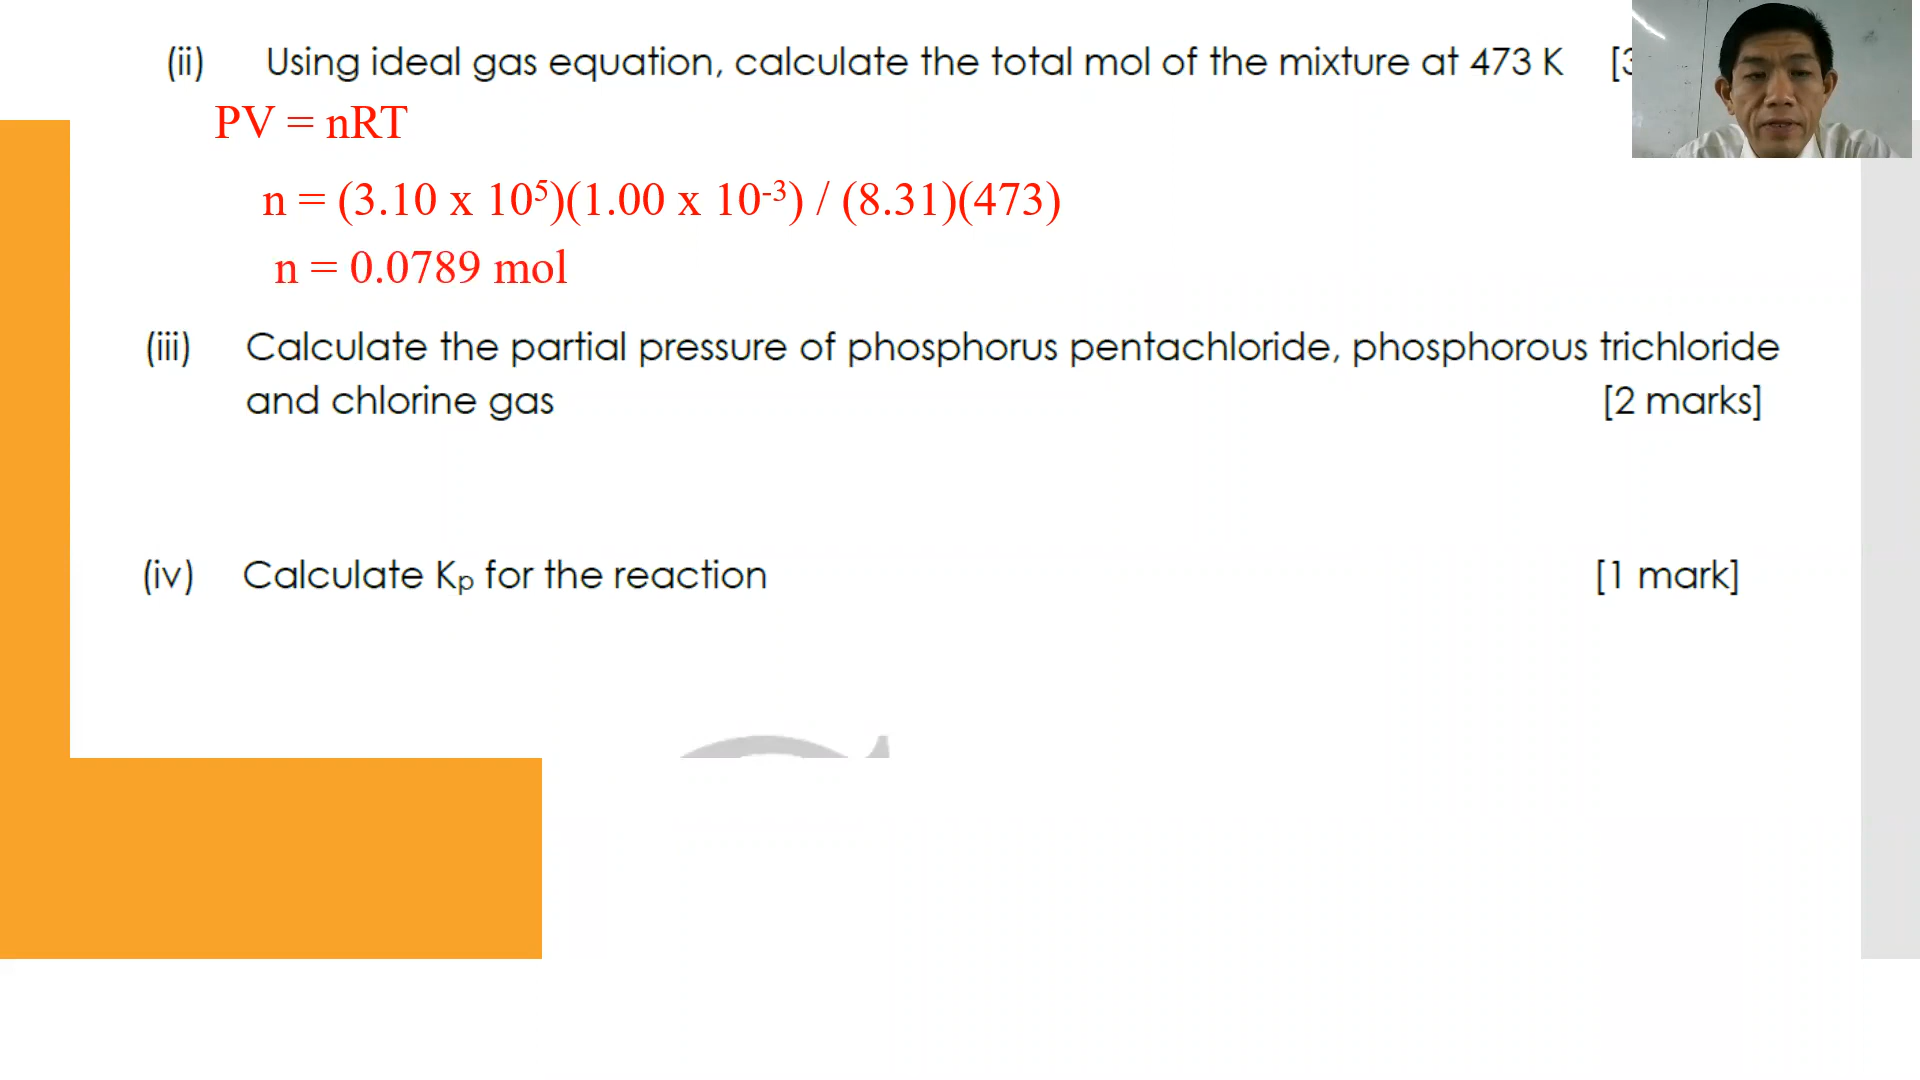 (ii) Using ideal gas equation, calculate the total mol of the mixture at 473 K [3
PV = nRT
n = (3.10 x 10⁵)(1.00 x 10⁻³) / (8.31)(473)
n = 0.0789 mol
(iii) Calculate the partial pressure of phosphorus pentachloride, phosphorous trichloride
and chlorine gas [2 marks]
(iv) Calculate Kₚ for the reaction [1 mark]